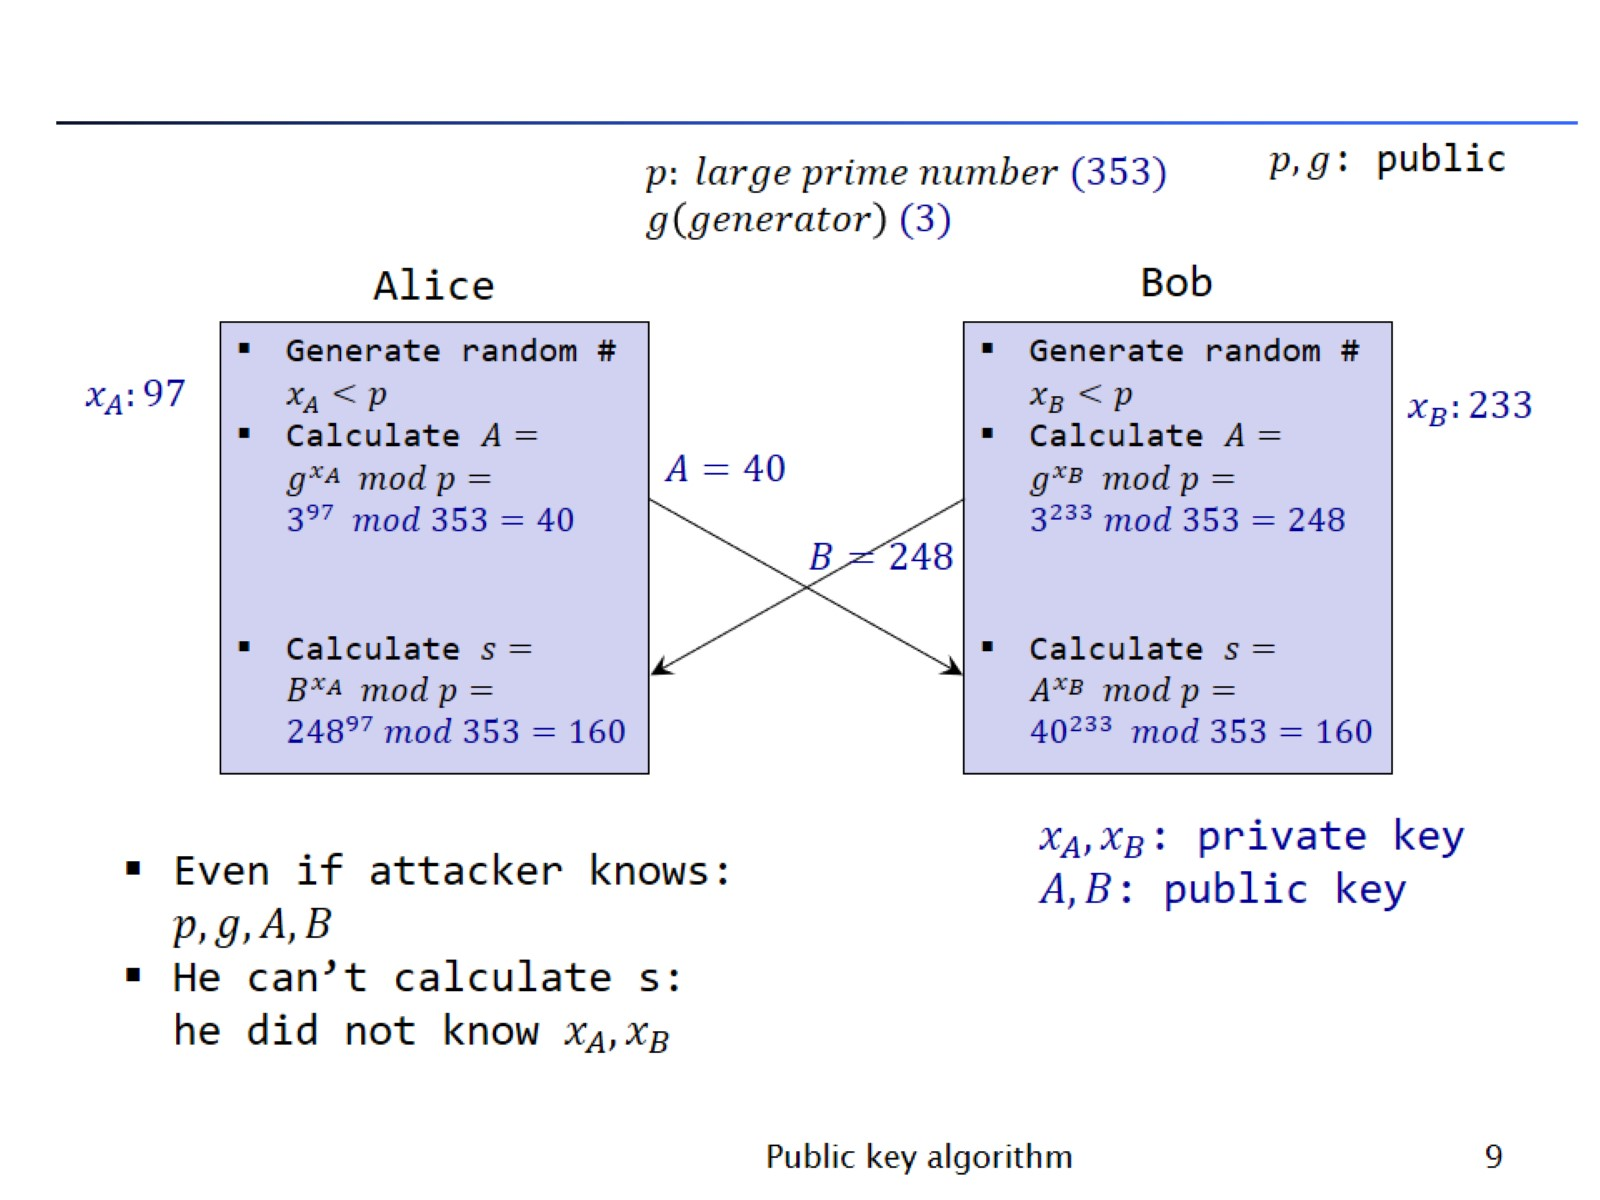 p: large prime number (353)
p, g: public
g(generator) (3)
Alice
Bob
x_A: 97
▪ Generate random #
x_A < p
▪ Calculate A =
g^{x_A} mod p =
3^{97} mod 353 = 40
▪ Calculate s =
B^{x_A} mod p =
248^{97} mod 353 = 160
A = 40
B = 248
▪ Generate random #
x_B < p
▪ Calculate A =
g^{x_B} mod p =
3^{233} mod 353 = 248
▪ Calculate s =
A^{x_B} mod p =
40^{233} mod 353 = 160
x_B: 233
▪ Even if attacker knows:
p, g, A, B
▪ He can’t calculate s:
he did not know x_A, x_B
x_A, x_B: private key
A, B: public key
Public key algorithm
9